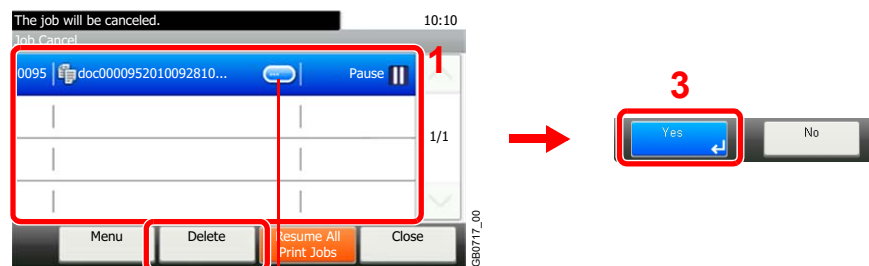 The job will be canceled.
10:10
Job Cancel
1
0095 doc0000952010092810... Pause
1/1
Menu Delete Resume All Print Jobs Close
3
Yes No
GB0717_00